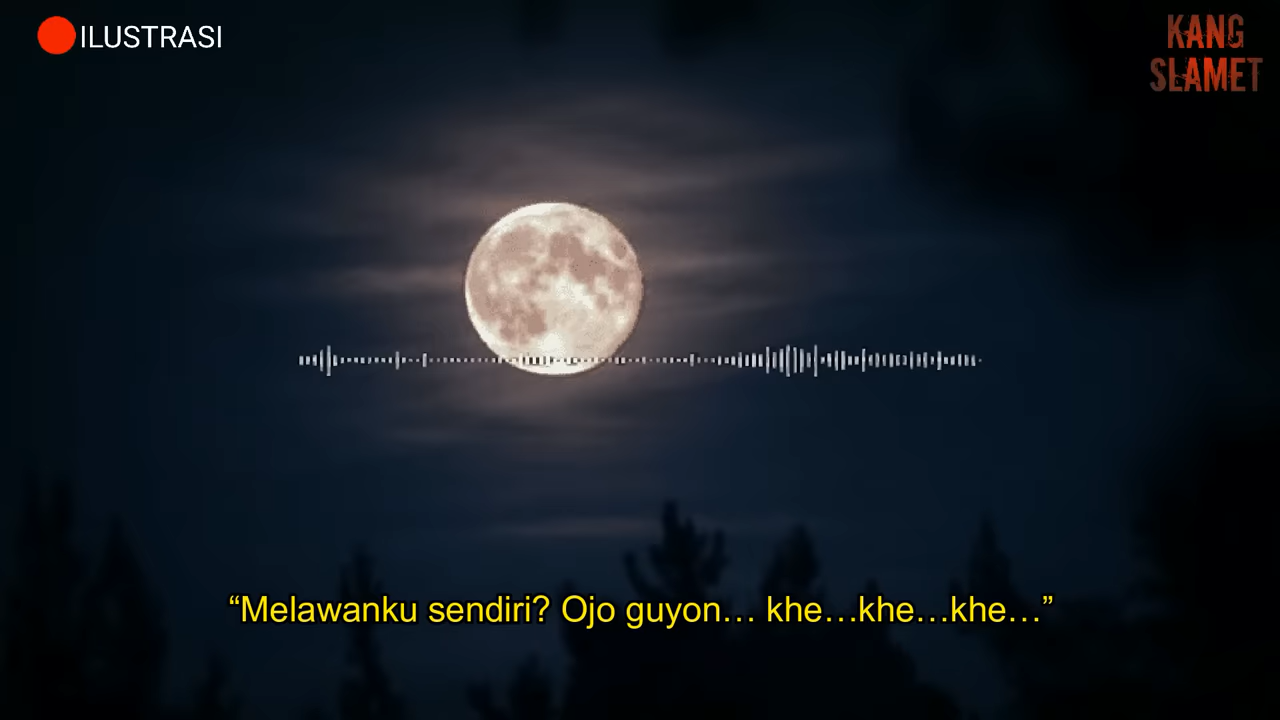 ILUSTRASI
KANG
SLAMET
“Melawanku sendiri? Ojo guyon… khe…khe…khe…”